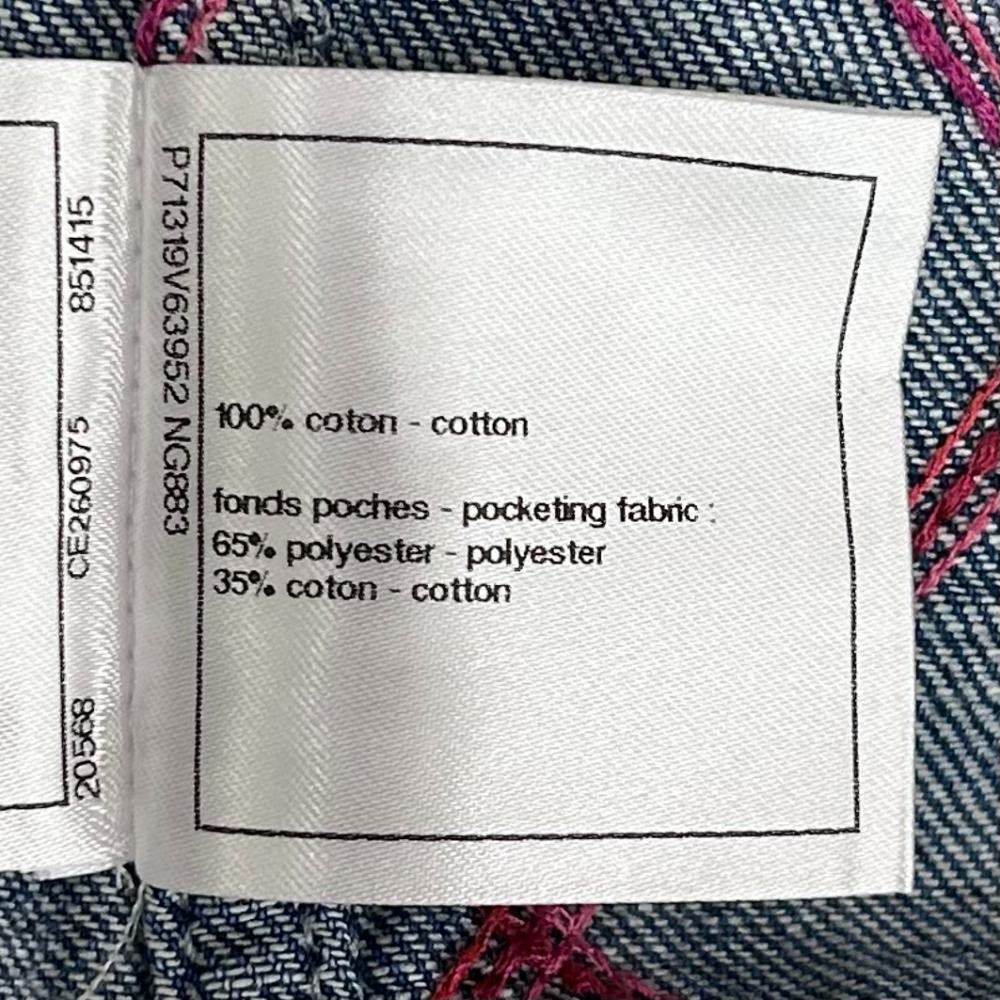 851415
CE260975
20568
P71319V63952 NG883
100% coton - cotton
fonds poches - pocketing fabric :
65% polyester - polyester
35% coton - cotton